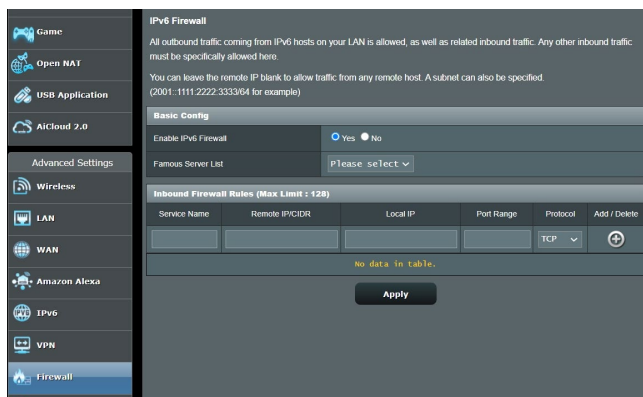 Game
Open NAT
USB Application
AiCloud 2.0
Advanced Settings
Wireless
LAN
WAN
Amazon Alexa
IPv6
VPN
Firewall
IPv6 Firewall
All outbound traffic coming from IPv6 hosts on your LAN is allowed, as well as related inbound traffic. Any other inbound traffic
must be specifically allowed here.
You can leave the remote IP blank to allow traffic from any remote host. A subnet can also be specified.
(2001::1111:2222:3333/64 for example)
Basic Config
Enable IPv6 Firewall Yes No
Famous Server List Please select
Inbound Firewall Rules (Max Limit : 128)
Service Name Remote IP/CIDR Local IP Port Range Protocol Add / Delete
TCP
No data in table.
Apply